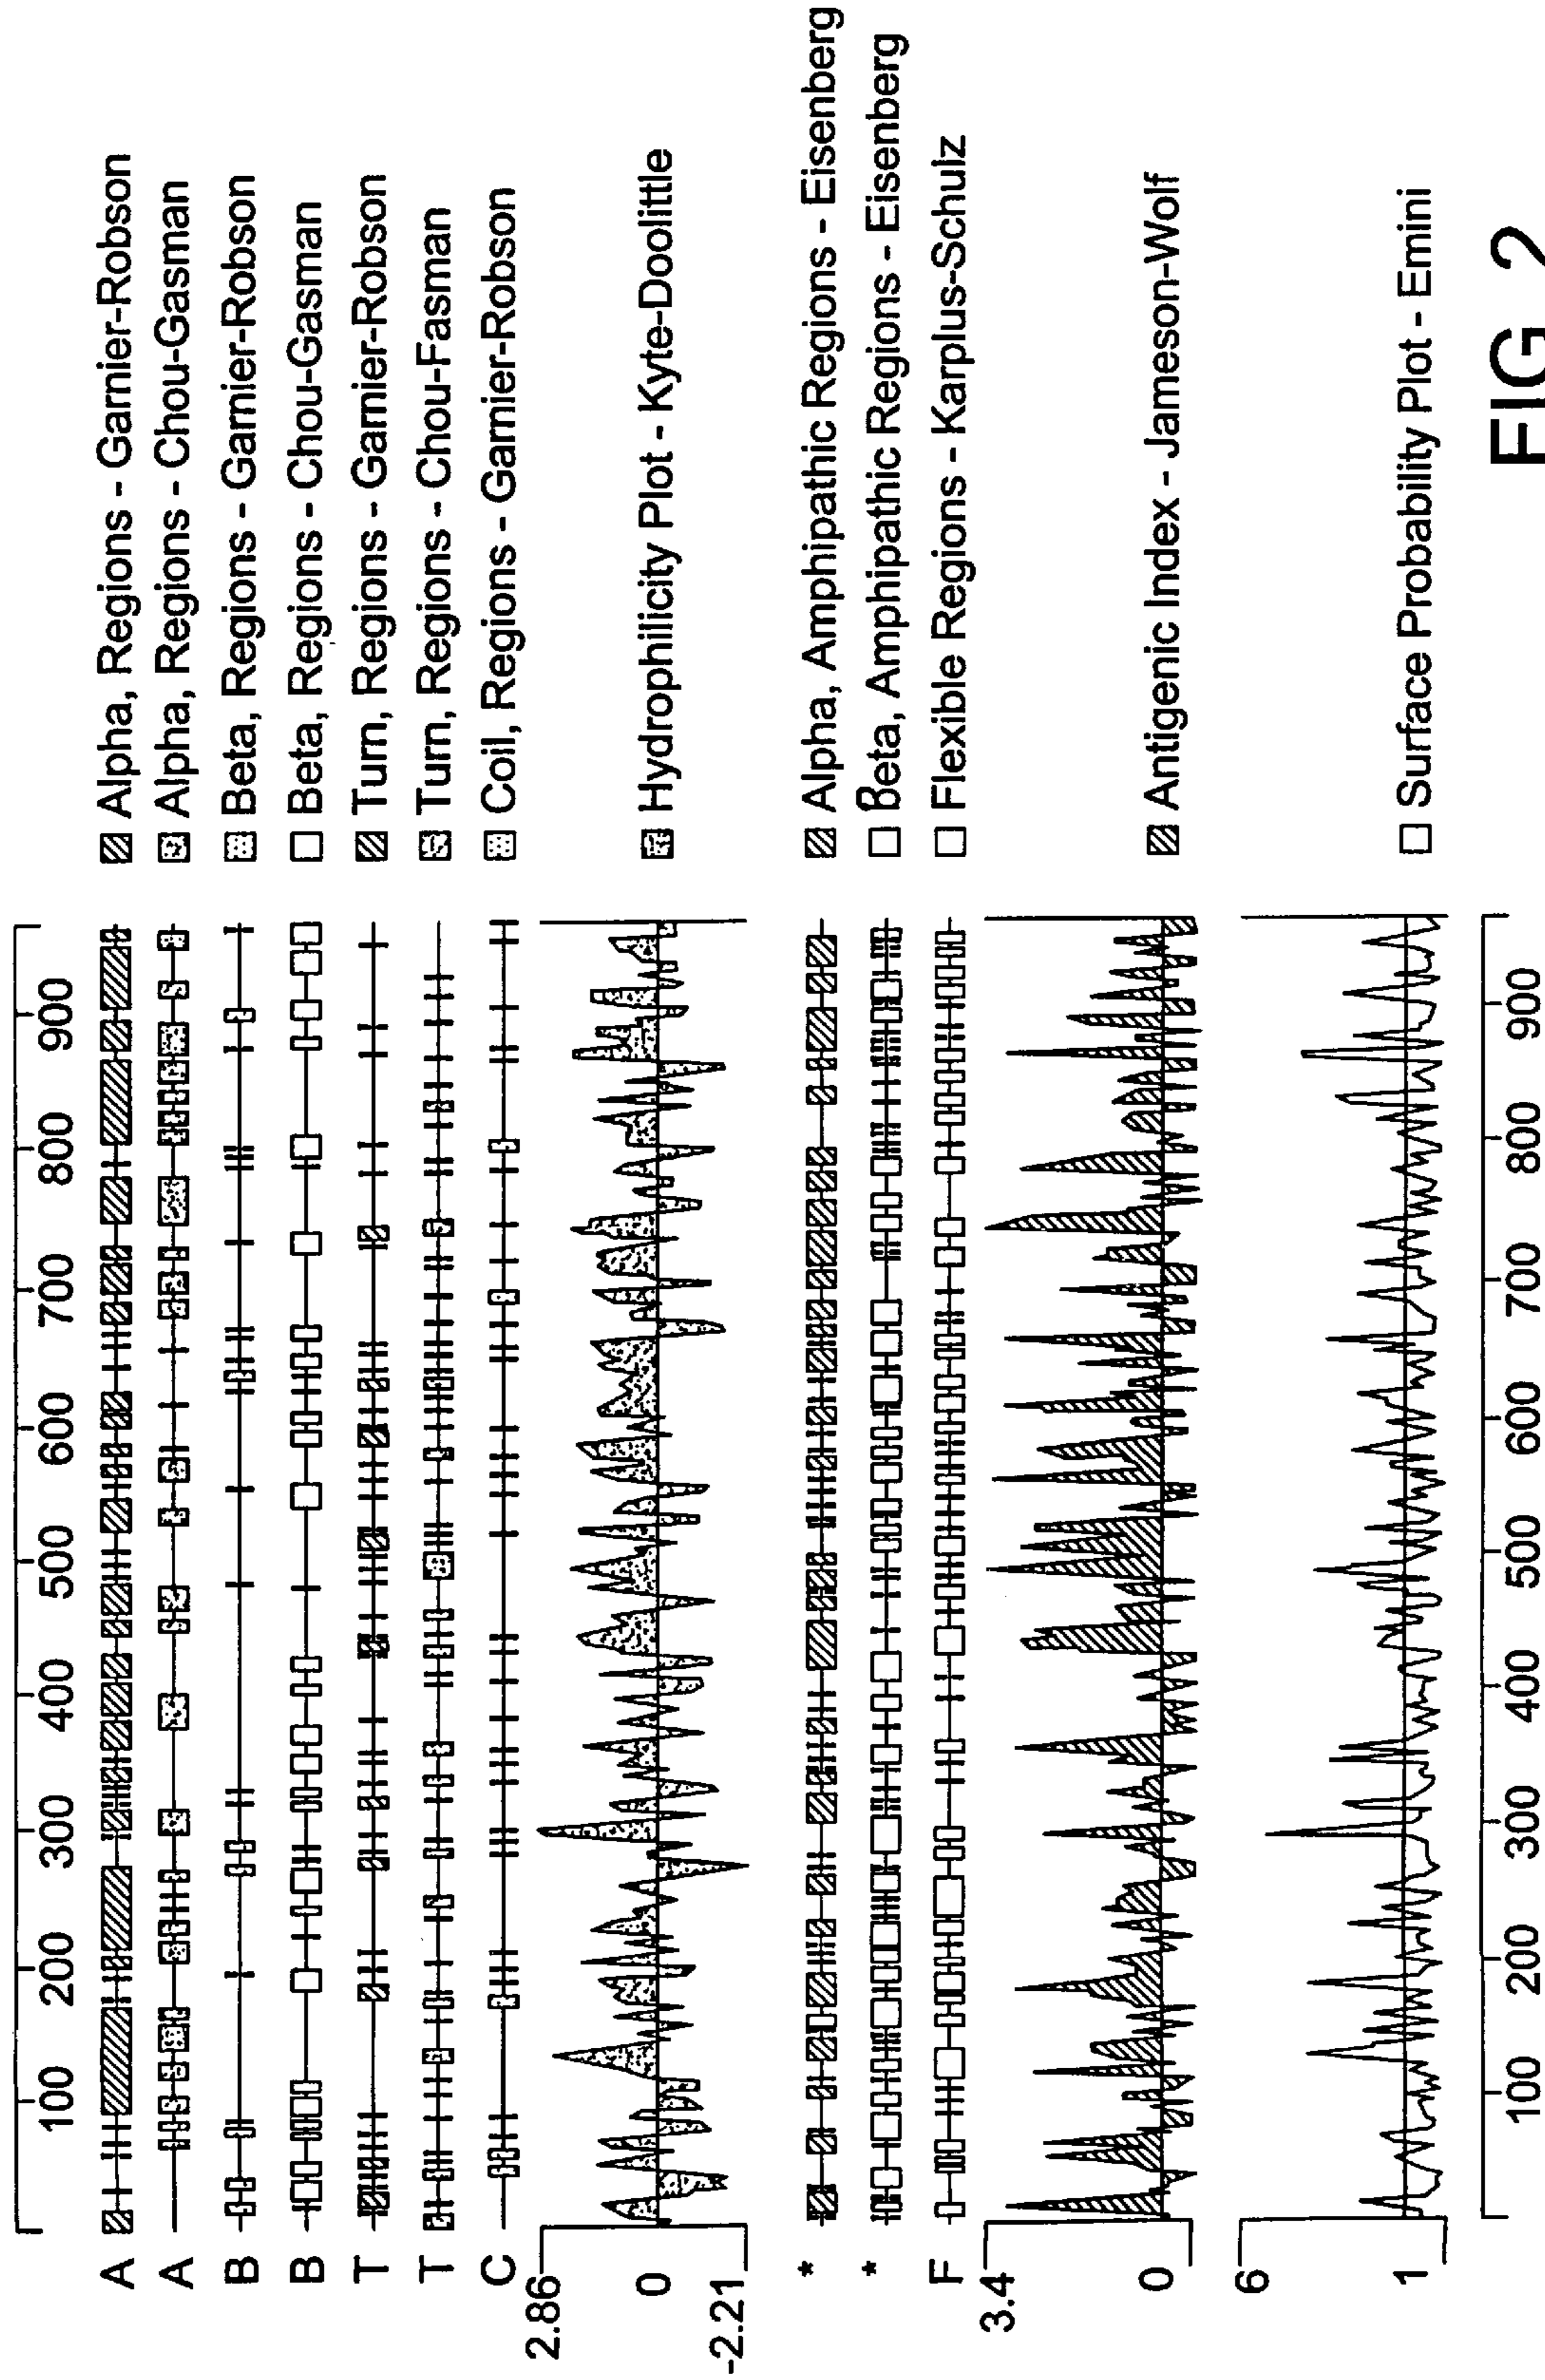 100 200 300 400 500 600 700 800 900
A Alpha, Regions - Garnier-Robson
A Alpha, Regions - Chou-Gasman
B Beta, Regions - Garnier-Robson
B Beta, Regions - Chou-Gasman
T Turn, Regions - Garnier-Robson
T Turn, Regions - Chou-Fasman
C Coil, Regions - Garnier-Robson
2.86
0 Hydrophilicity Plot - Kyte-Doolittle
-2.21
* Alpha, Amphipathic Regions - Eisenberg
* Beta, Amphipathic Regions - Eisenberg
F Flexible Regions - Karplus-Schulz
3.4
0 Antigenic Index - Jameson-Wolf
6
1 Surface Probability Plot - Emini
100 200 300 400 500 600 700 800 900
FIG 2